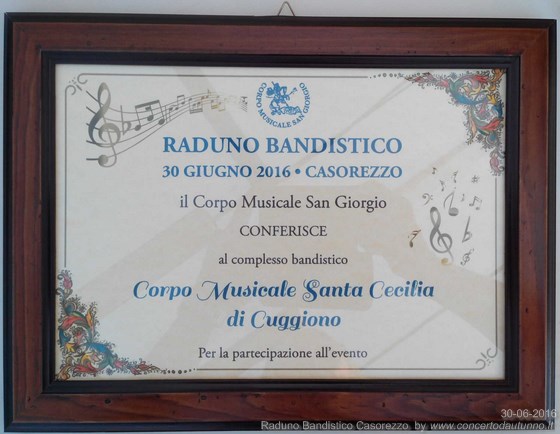 CORPO MUSICALE SAN GIORGIO
RADUNO BANDISTICO
30 GIUGNO 2016 • CASOREZZO
il Corpo Musicale San Giorgio
CONFERISCE
al complesso bandistico
Corpo Musicale Santa Cecilia
di Cuggiono
Per la partecipazione all'evento
30-06-2016
Raduno Bandistico Casorezzo by www.concertodautunno.it